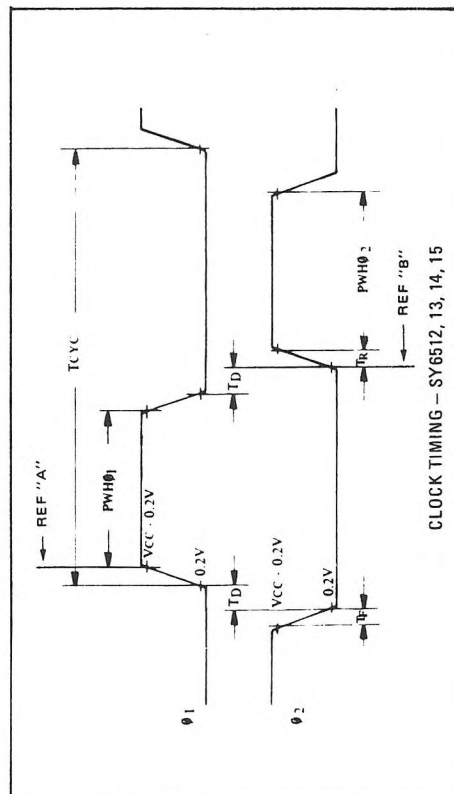 TCYC
REF "A"
PWHØ1
VCC - 0.2V
0.2V
TD
TD
Ø1
VCC - 0.2V
0.2V
TF
TR
PWHØ2
REF "B"
Ø2
CLOCK TIMING – SY6512, 13, 14, 15